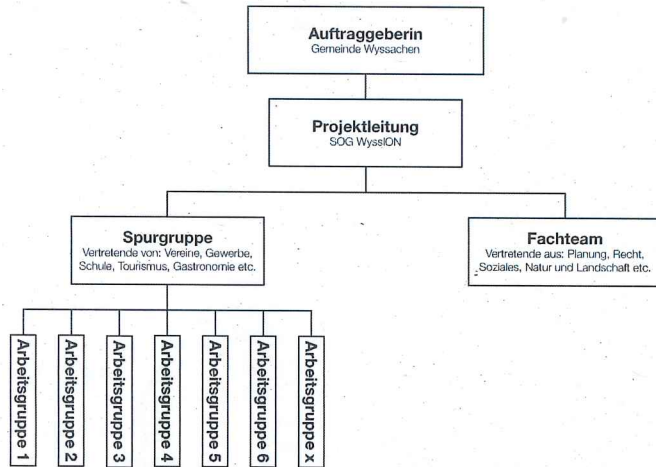 Auftraggeberin
Gemeinde Wyssachen
Projektleitung
SOG WyssION
Spurgruppe
Vertretende von: Vereine, Gewerbe,
Schule, Tourismus, Gastronomie etc.
Fachteam
Vertretende aus: Planung, Recht,
Soziales, Natur und Landschaft etc.
Arbeitsgruppe 1
Arbeitsgruppe 2
Arbeitsgruppe 3
Arbeitsgruppe 4
Arbeitsgruppe 5
Arbeitsgruppe 6
Arbeitsgruppe x